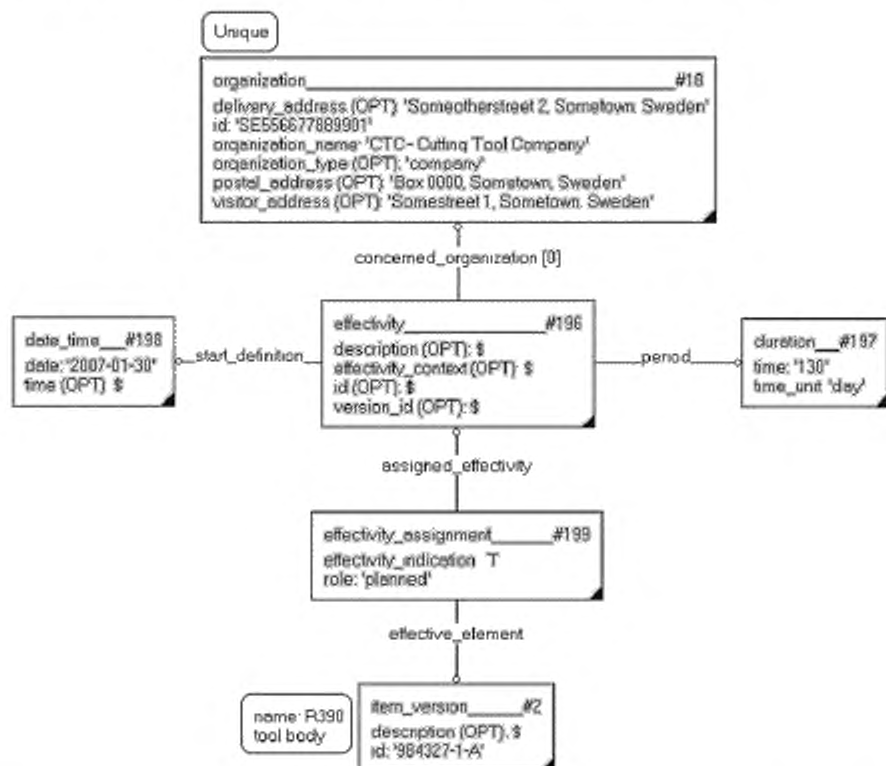 Unique
organization #18
delivery_address (OPT): 'Someotherstreet 2, Sometown. Sweden'
id: 'SE556677889901'
organization_name: 'CTC - Cutting Tool Company'
organization_type (OPT): 'company'
postal_address (OPT): 'Box 0000, Sometown, Sweden'
visitor_address (OPT): 'Somestreet 1, Sometown. Sweden'
concerned_organization [0]
date_time #198
date: '2007-01-30'
time (OPT): $
start_definition
effectivity #196
description (OPT): $
effectivity_context (OPT): $
id (OPT): $
version_id (OPT): $
period
duration #197
time: '130'
time_unit 'day'
assigned_effectivity
effectivity_assignment #199
effectivity_indication 'T'
role: 'planned'
effective_element
name: R390
tool body
item_version #2
description (OPT): $
id: '984327-1-A'